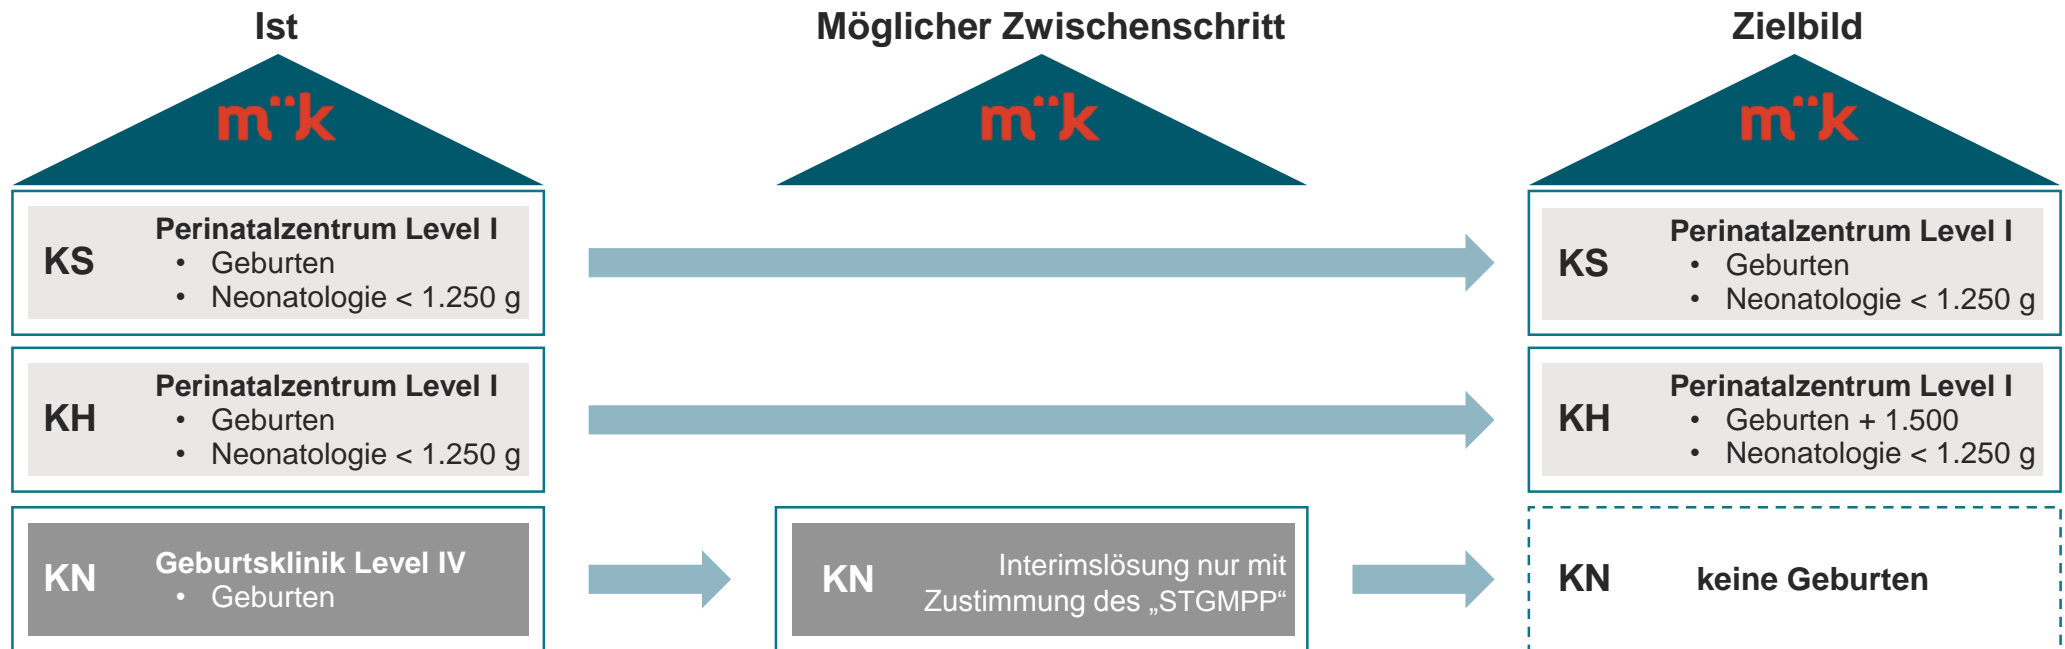 Ist
Möglicher Zwischenschritt
Zielbild
m̈k
m̈k
m̈k
KS
Perinatalzentrum Level I
• Geburten
• Neonatologie < 1.250 g
KS
Perinatalzentrum Level I
• Geburten
• Neonatologie < 1.250 g
KH
Perinatalzentrum Level I
• Geburten
• Neonatologie < 1.250 g
KH
Perinatalzentrum Level I
• Geburten + 1.500
• Neonatologie < 1.250 g
KN
Geburtsklinik Level IV
• Geburten
KN
Interimslösung nur mit
Zustimmung des „STGMPP“
KN
keine Geburten